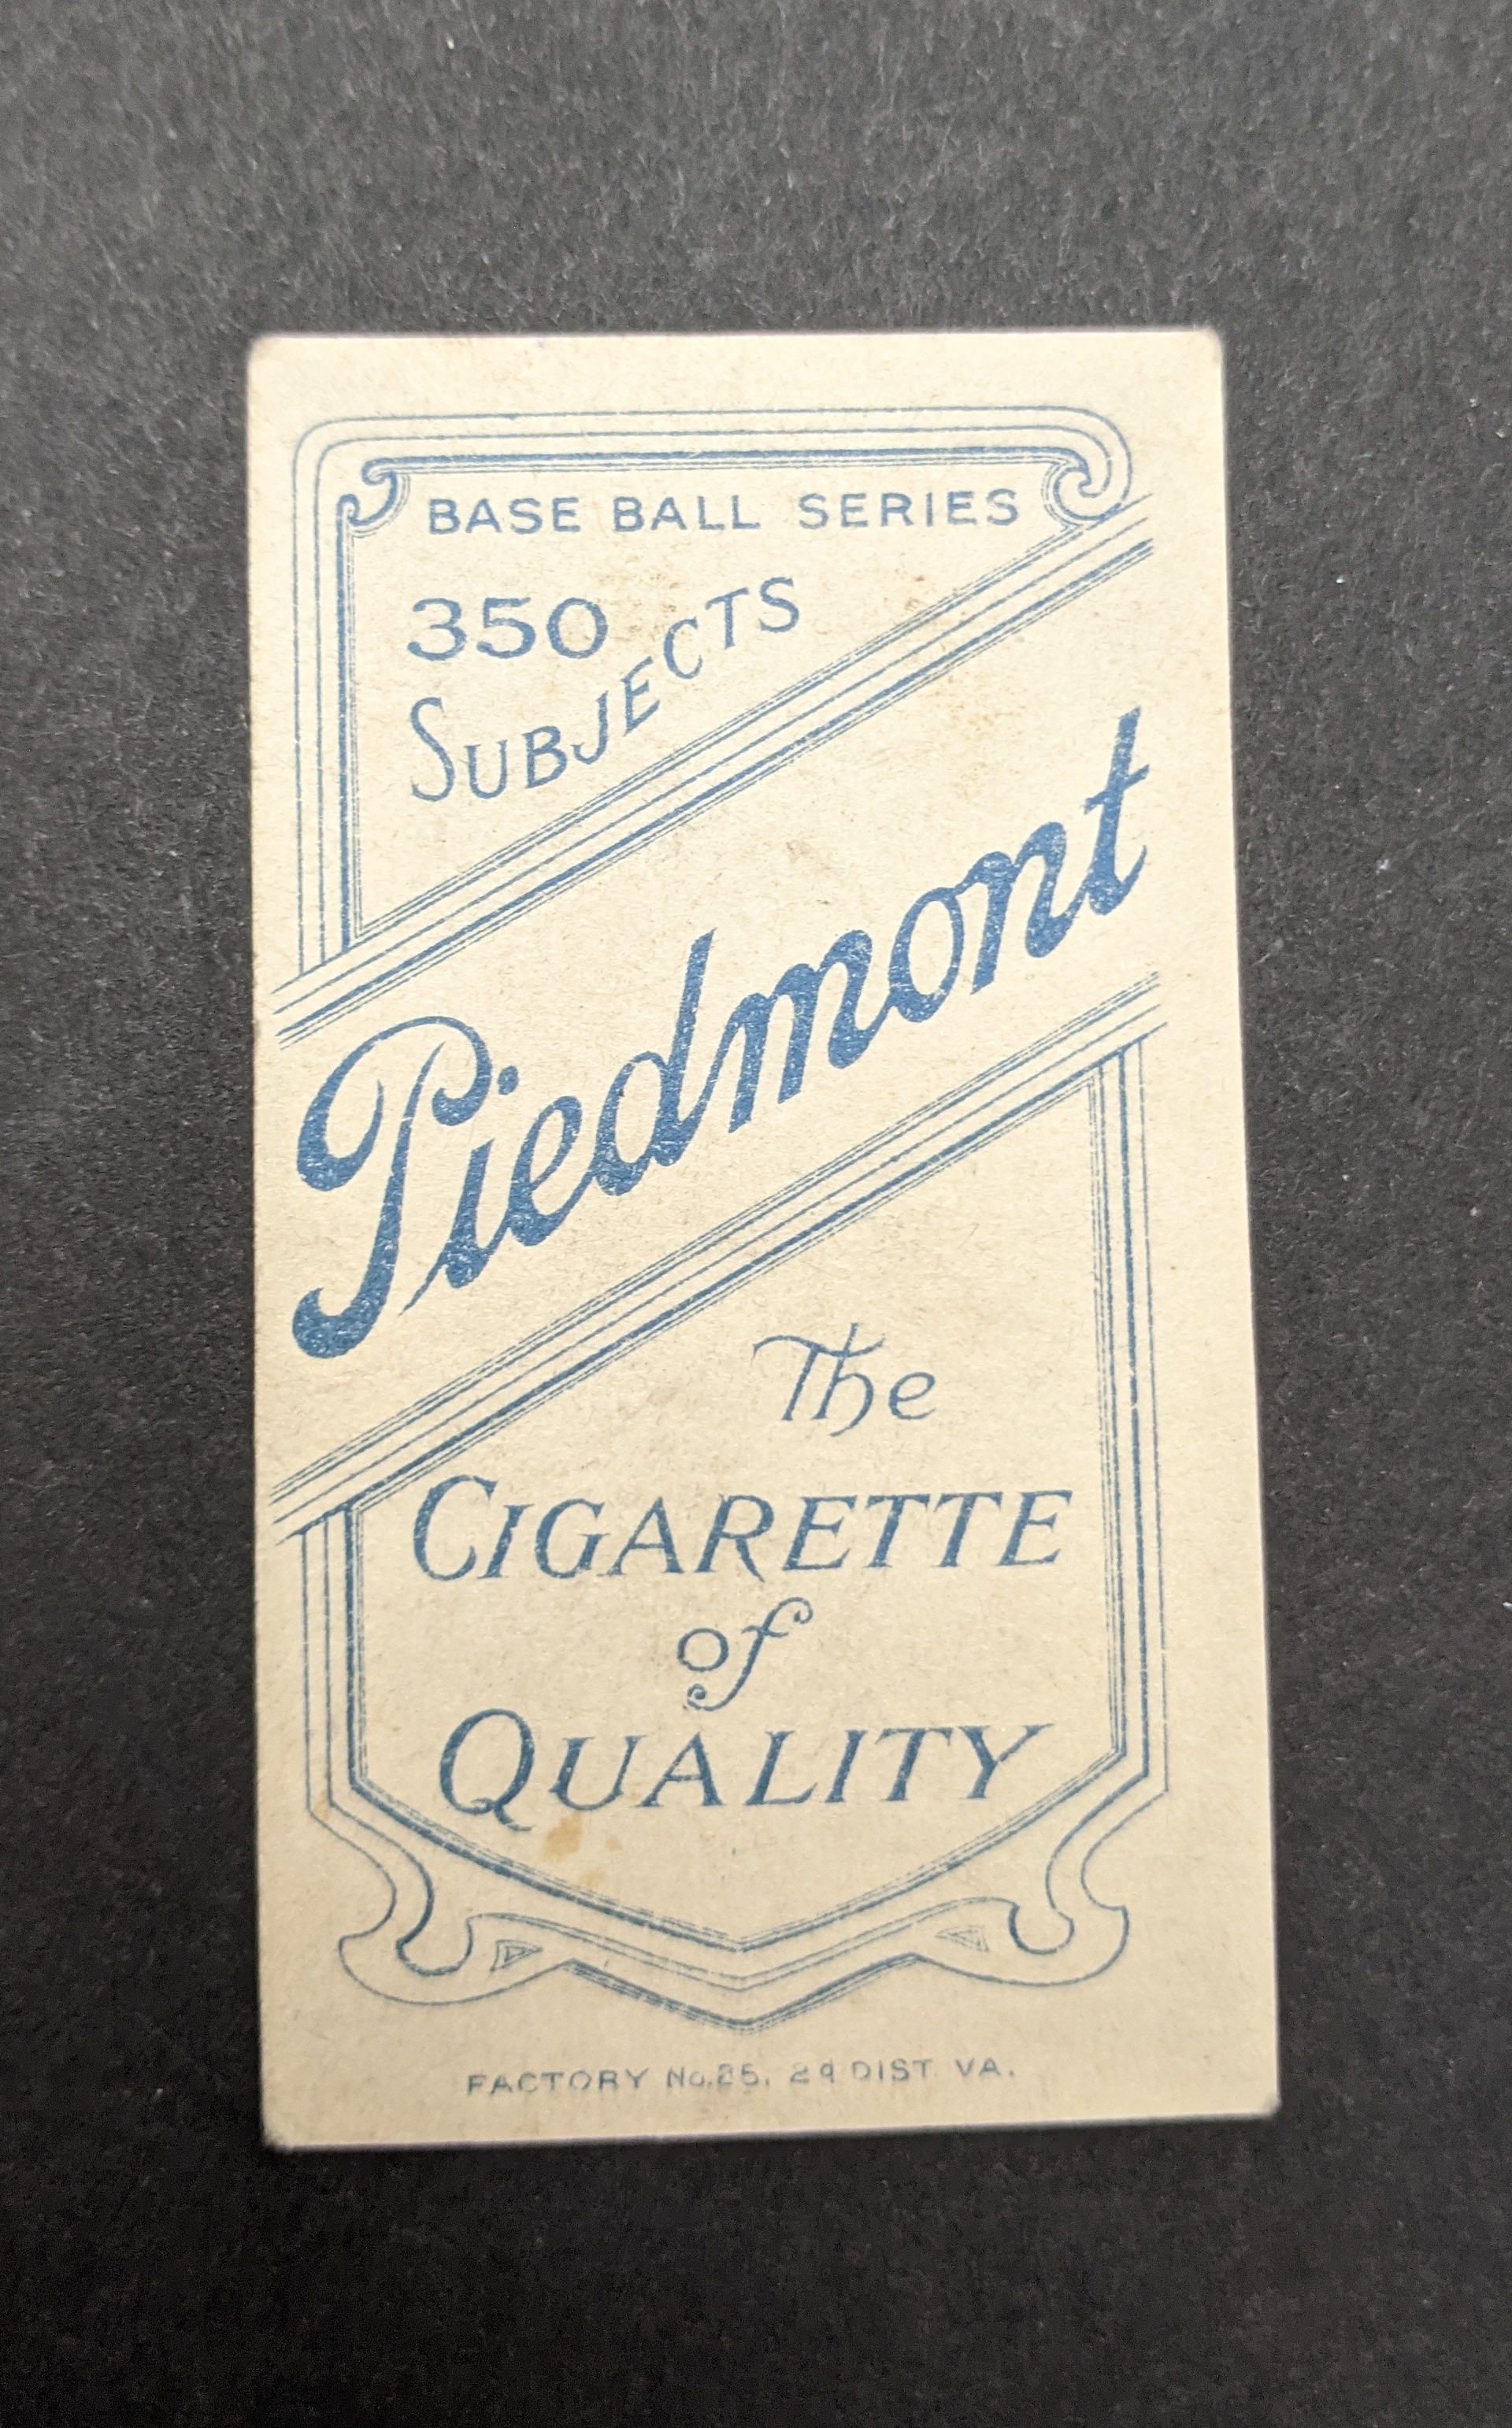 BASE BALL SERIES
350
SUBJECTS
Piedmont
The
CIGARETTE
of
QUALITY
FACTORY No.25. 2d DIST. VA.